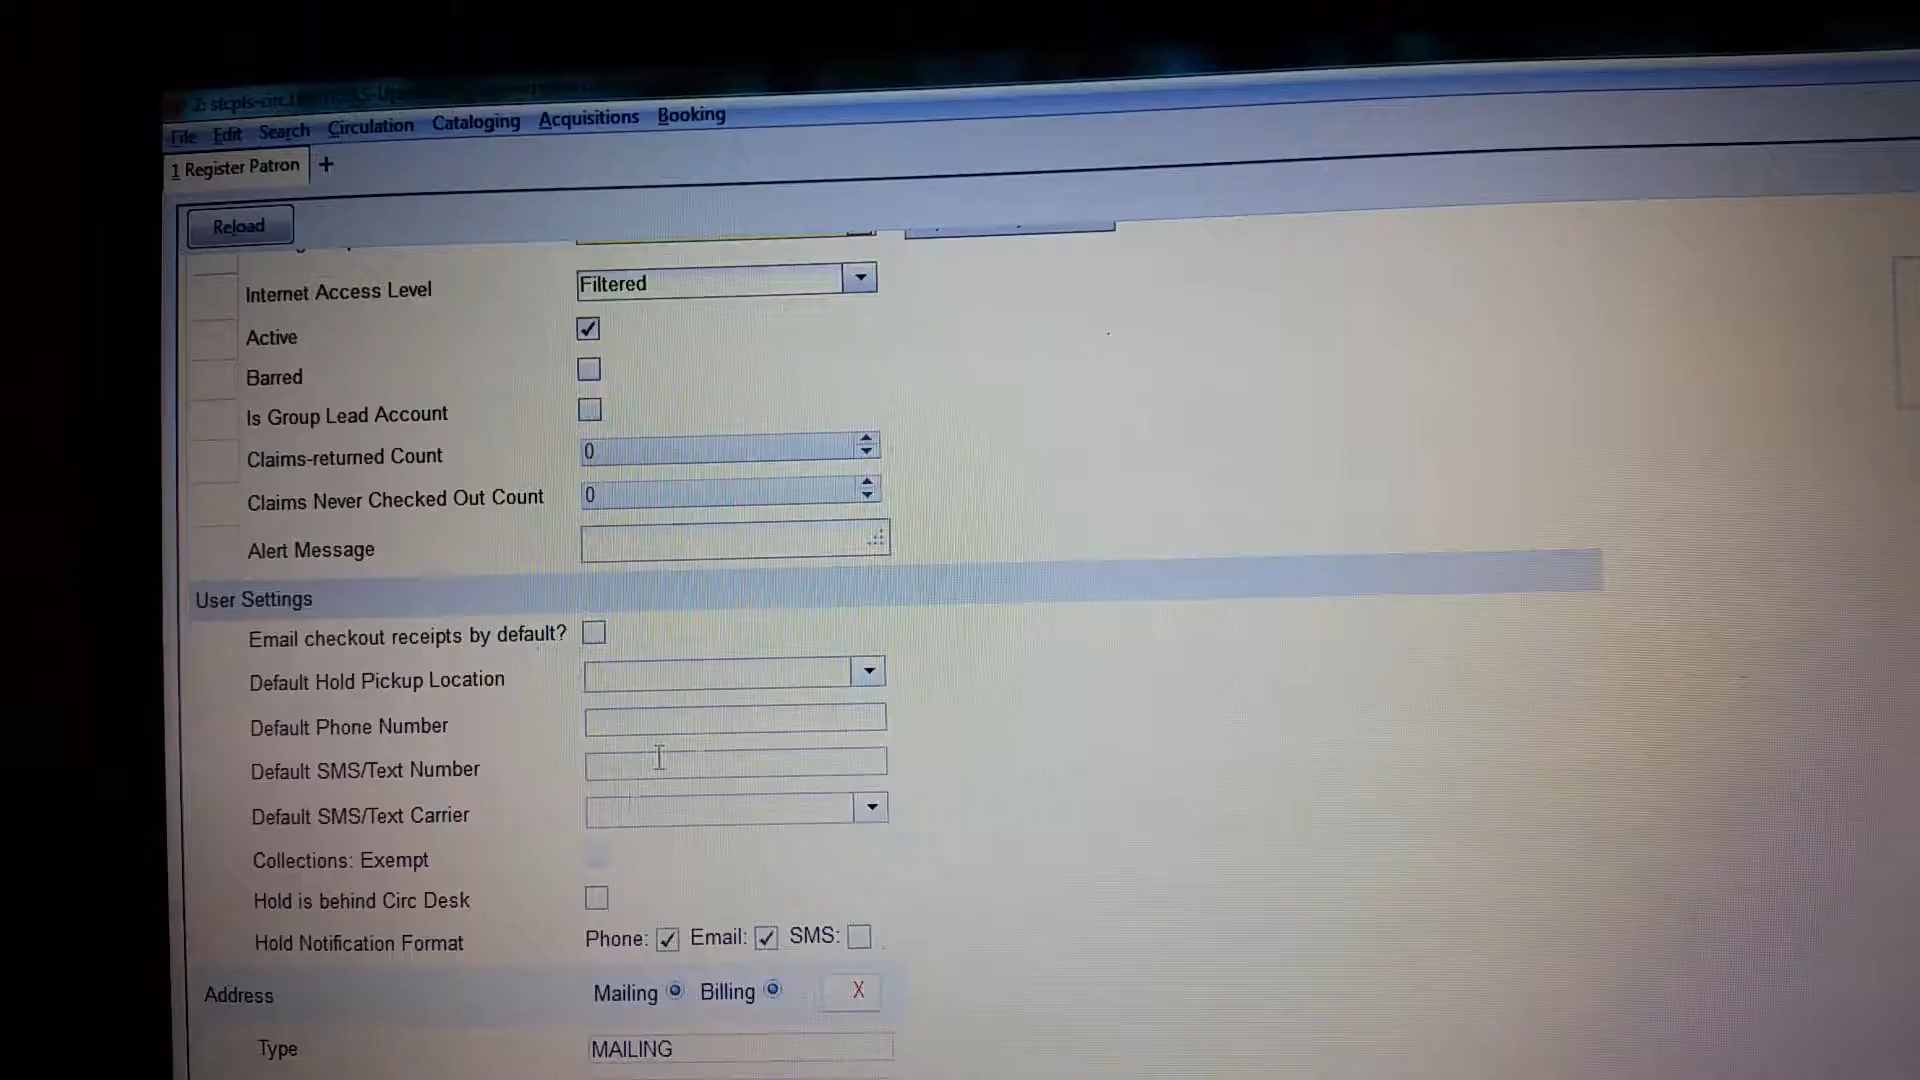 File Edit Search Circulation Cataloging Acquisitions Booking
1 Register Patron +
Reload
Internet Access Level Filtered
Active
Barred
Is Group Lead Account
Claims-returned Count 0
Claims Never Checked Out Count 0
Alert Message
User Settings
Email checkout receipts by default?
Default Hold Pickup Location
Default Phone Number
Default SMS/Text Number
Default SMS/Text Carrier
Collections: Exempt
Hold is behind Circ Desk
Hold Notification Format Phone: Email: SMS:
Address Mailing Billing X
Type MAILING